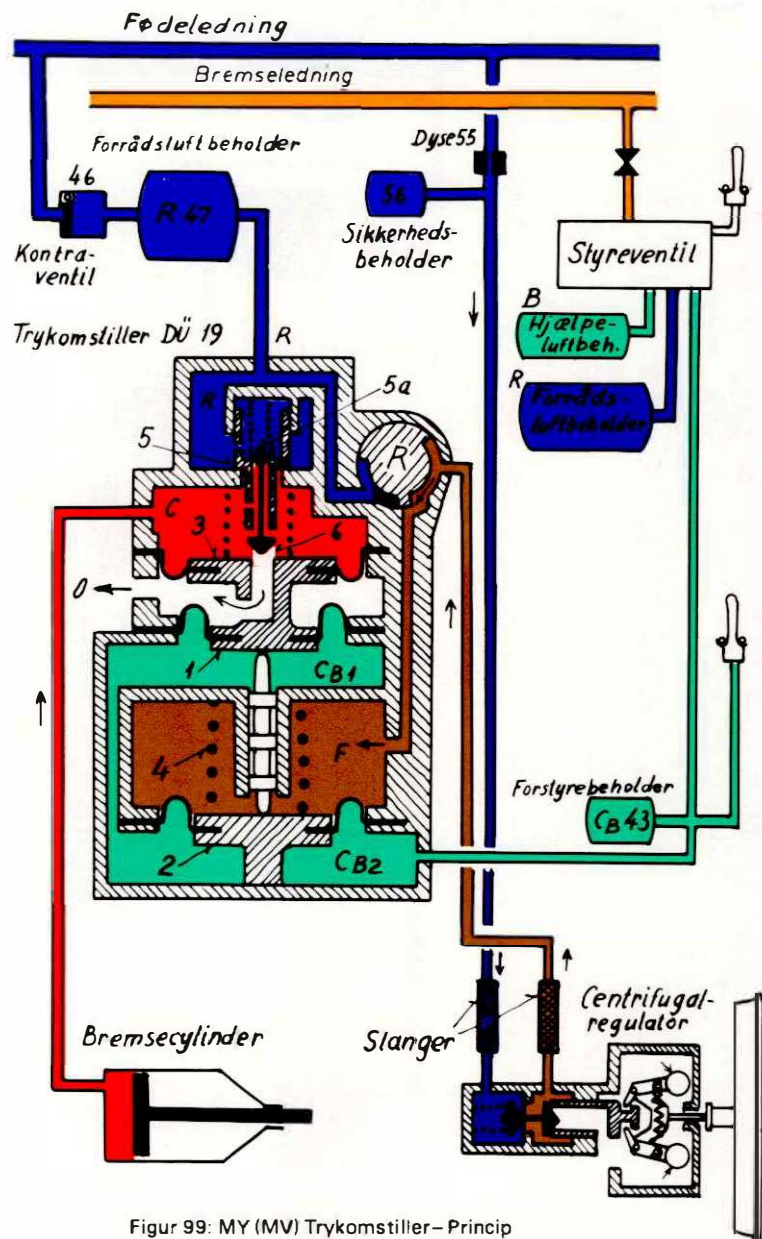 Fødeledning
Bremseledning
Forrådsluftbeholder
Dyse 55
46
R 47
56
Kontra-
ventil
Sikkerheds-
beholder
Styreventil
B
Hjælpe-
luftbeh.
R
Forråds-
luftbeholder
Trykomstiller DÜ 19
R
R
5a
5
R
C
3
6
O
1
CB1
4
F
2
CB2
Forstyrebeholder
CB 43
Bremsecylinder
Slanger
Centrifugal-
regulator
Figur 99: MY (MV) Trykomstiller–Princip